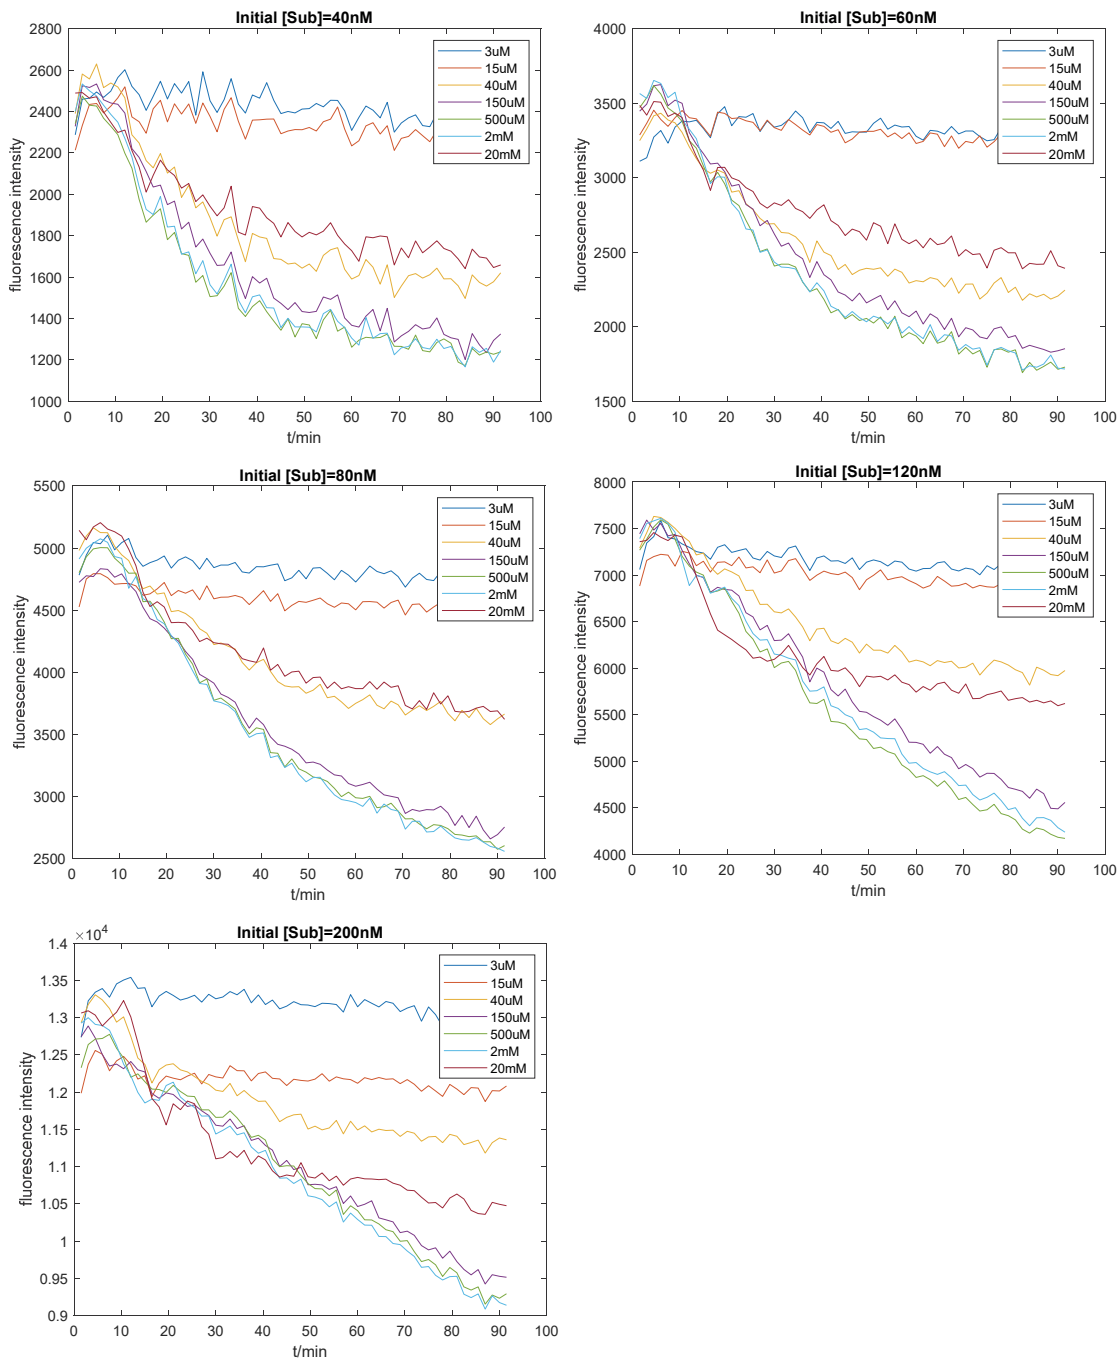 Initial [Sub]=40nM
2800
2600
2400
2200
2000
1800
1600
1400
1200
1000
fluorescence intensity
0 10 20 30 40 50 60 70 80 90 100
t/min
3uM
15uM
40uM
150uM
500uM
2mM
20mM
Initial [Sub]=60nM
4000
3500
3000
2500
2000
1500
fluorescence intensity
0 10 20 30 40 50 60 70 80 90 100
t/min
3uM
15uM
40uM
150uM
500uM
2mM
20mM
Initial [Sub]=80nM
5500
5000
4500
4000
3500
3000
2500
fluorescence intensity
0 10 20 30 40 50 60 70 80 90 100
t/min
3uM
15uM
40uM
150uM
500uM
2mM
20mM
Initial [Sub]=120nM
8000
7500
7000
6500
6000
5500
5000
4500
4000
fluorescence intensity
0 10 20 30 40 50 60 70 80 90 100
t/min
3uM
15uM
40uM
150uM
500uM
2mM
20mM
Initial [Sub]=200nM
×10⁴
1.4
1.35
1.3
1.25
1.2
1.15
1.1
1.05
1
0.95
0.9
fluorescence intensity
0 10 20 30 40 50 60 70 80 90 100
t/min
3uM
15uM
40uM
150uM
500uM
2mM
20mM